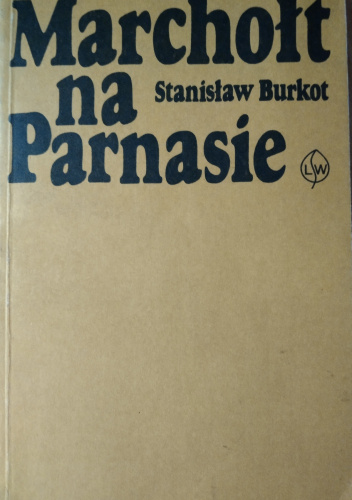 Marchołt
na Stanisław Burkot
Parnasie
LW